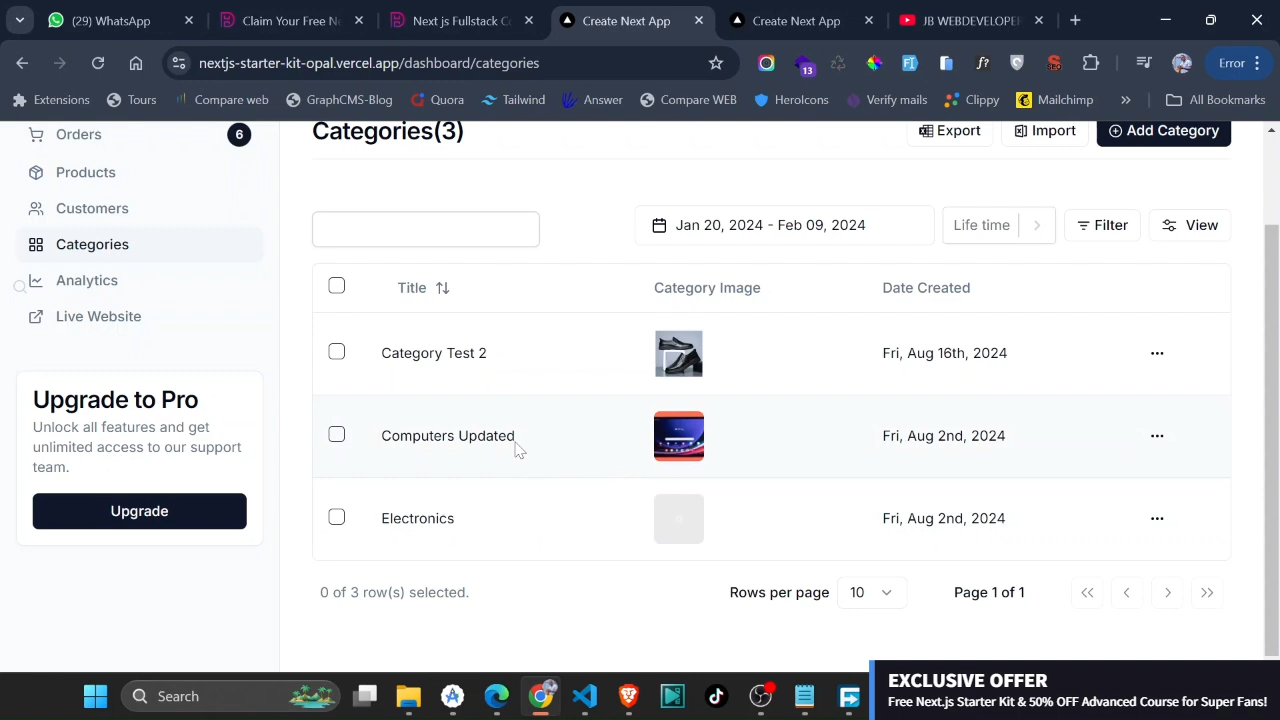 (29) WhatsApp
Claim Your Free N
Next js Fullstack C
Create Next App
Create Next App
JB WEBDEVELOPER
nextjs-starter-kit-opal.vercel.app/dashboard/categories
13
Error
Extensions
Tours
Compare web
GraphCMS-Blog
Quora
Tailwind
Answer
Compare WEB
HeroIcons
Verify mails
Clippy
Mailchimp
All Bookmarks
Orders
6
Products
Customers
Categories
Analytics
Live Website
Upgrade to Pro
Unlock all features and get
unlimited access to our support
team.
Upgrade
Categories(3)
Export
Import
Add Category
Jan 20, 2024 - Feb 09, 2024
Life time
Filter
View
Title
Category Image
Date Created
Category Test 2
Fri, Aug 16th, 2024
Computers Updated
Fri, Aug 2nd, 2024
Electronics
Fri, Aug 2nd, 2024
0 of 3 row(s) selected.
Rows per page
10
Page 1 of 1
Search
EXCLUSIVE OFFER
Free Next.js Starter Kit & 50% OFF Advanced Course for Super Fans!